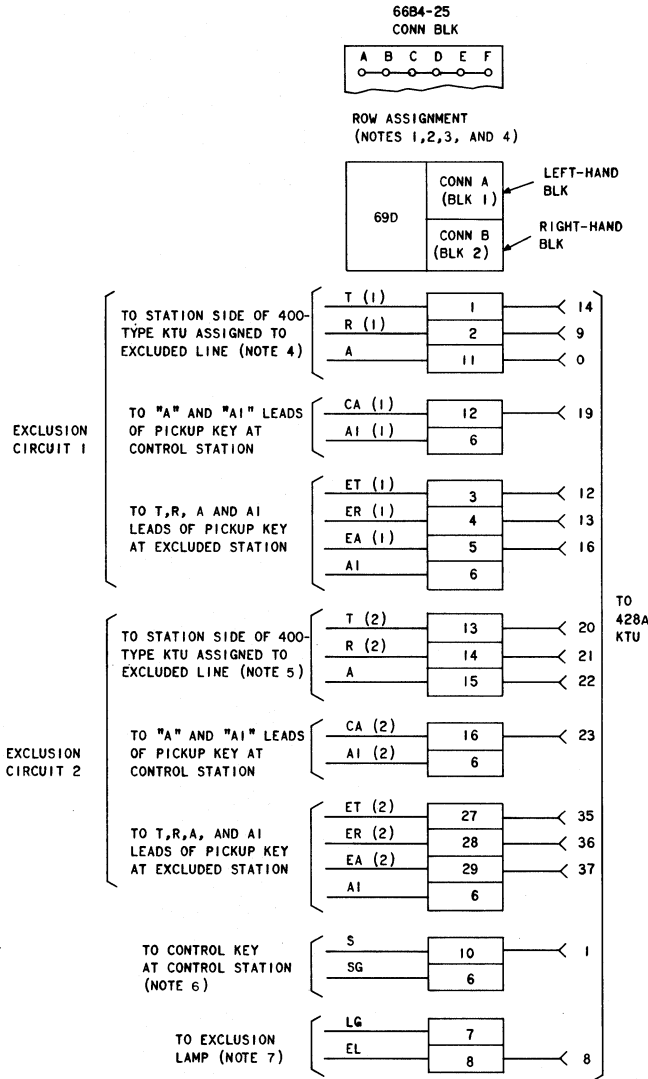 66B4-25
CONN BLK
A B C D E F
ROW ASSIGNMENT
(NOTES 1,2,3, AND 4)
69D
CONN A
(BLK 1)
CONN B
(BLK 2)
LEFT-HAND
BLK
RIGHT-HAND
BLK
EXCLUSION
CIRCUIT 1
TO STATION SIDE OF 400-
TYPE KTU ASSIGNED TO
EXCLUDED LINE (NOTE 4)
T (1) 1 14
R (1) 2 9
A 11 0
TO "A" AND "A1" LEADS
OF PICKUP KEY AT
CONTROL STATION
CA (1) 12 19
A1 (1) 6
TO T,R, A AND A1
LEADS OF PICKUP KEY
AT EXCLUDED STATION
ET (1) 3 12
ER (1) 4 13
EA (1) 5 16
A1 6
TO
428A
KTU
EXCLUSION
CIRCUIT 2
TO STATION SIDE OF 400-
TYPE KTU ASSIGNED TO
EXCLUDED LINE (NOTE 5)
T (2) 13 20
R (2) 14 21
A 15 22
TO "A" AND "A1" LEADS
OF PICKUP KEY AT
CONTROL STATION
CA (2) 16 23
A1 (2) 6
TO T,R,A, AND A1
LEADS OF PICKUP KEY
AT EXCLUDED STATION
ET (2) 27 35
ER (2) 28 36
EA (2) 29 37
A1 6
TO CONTROL KEY
AT CONTROL STATION
(NOTE 6)
S 10 1
SG 6
TO EXCLUSION
LAMP (NOTE 7)
LG 7
EL 8 8